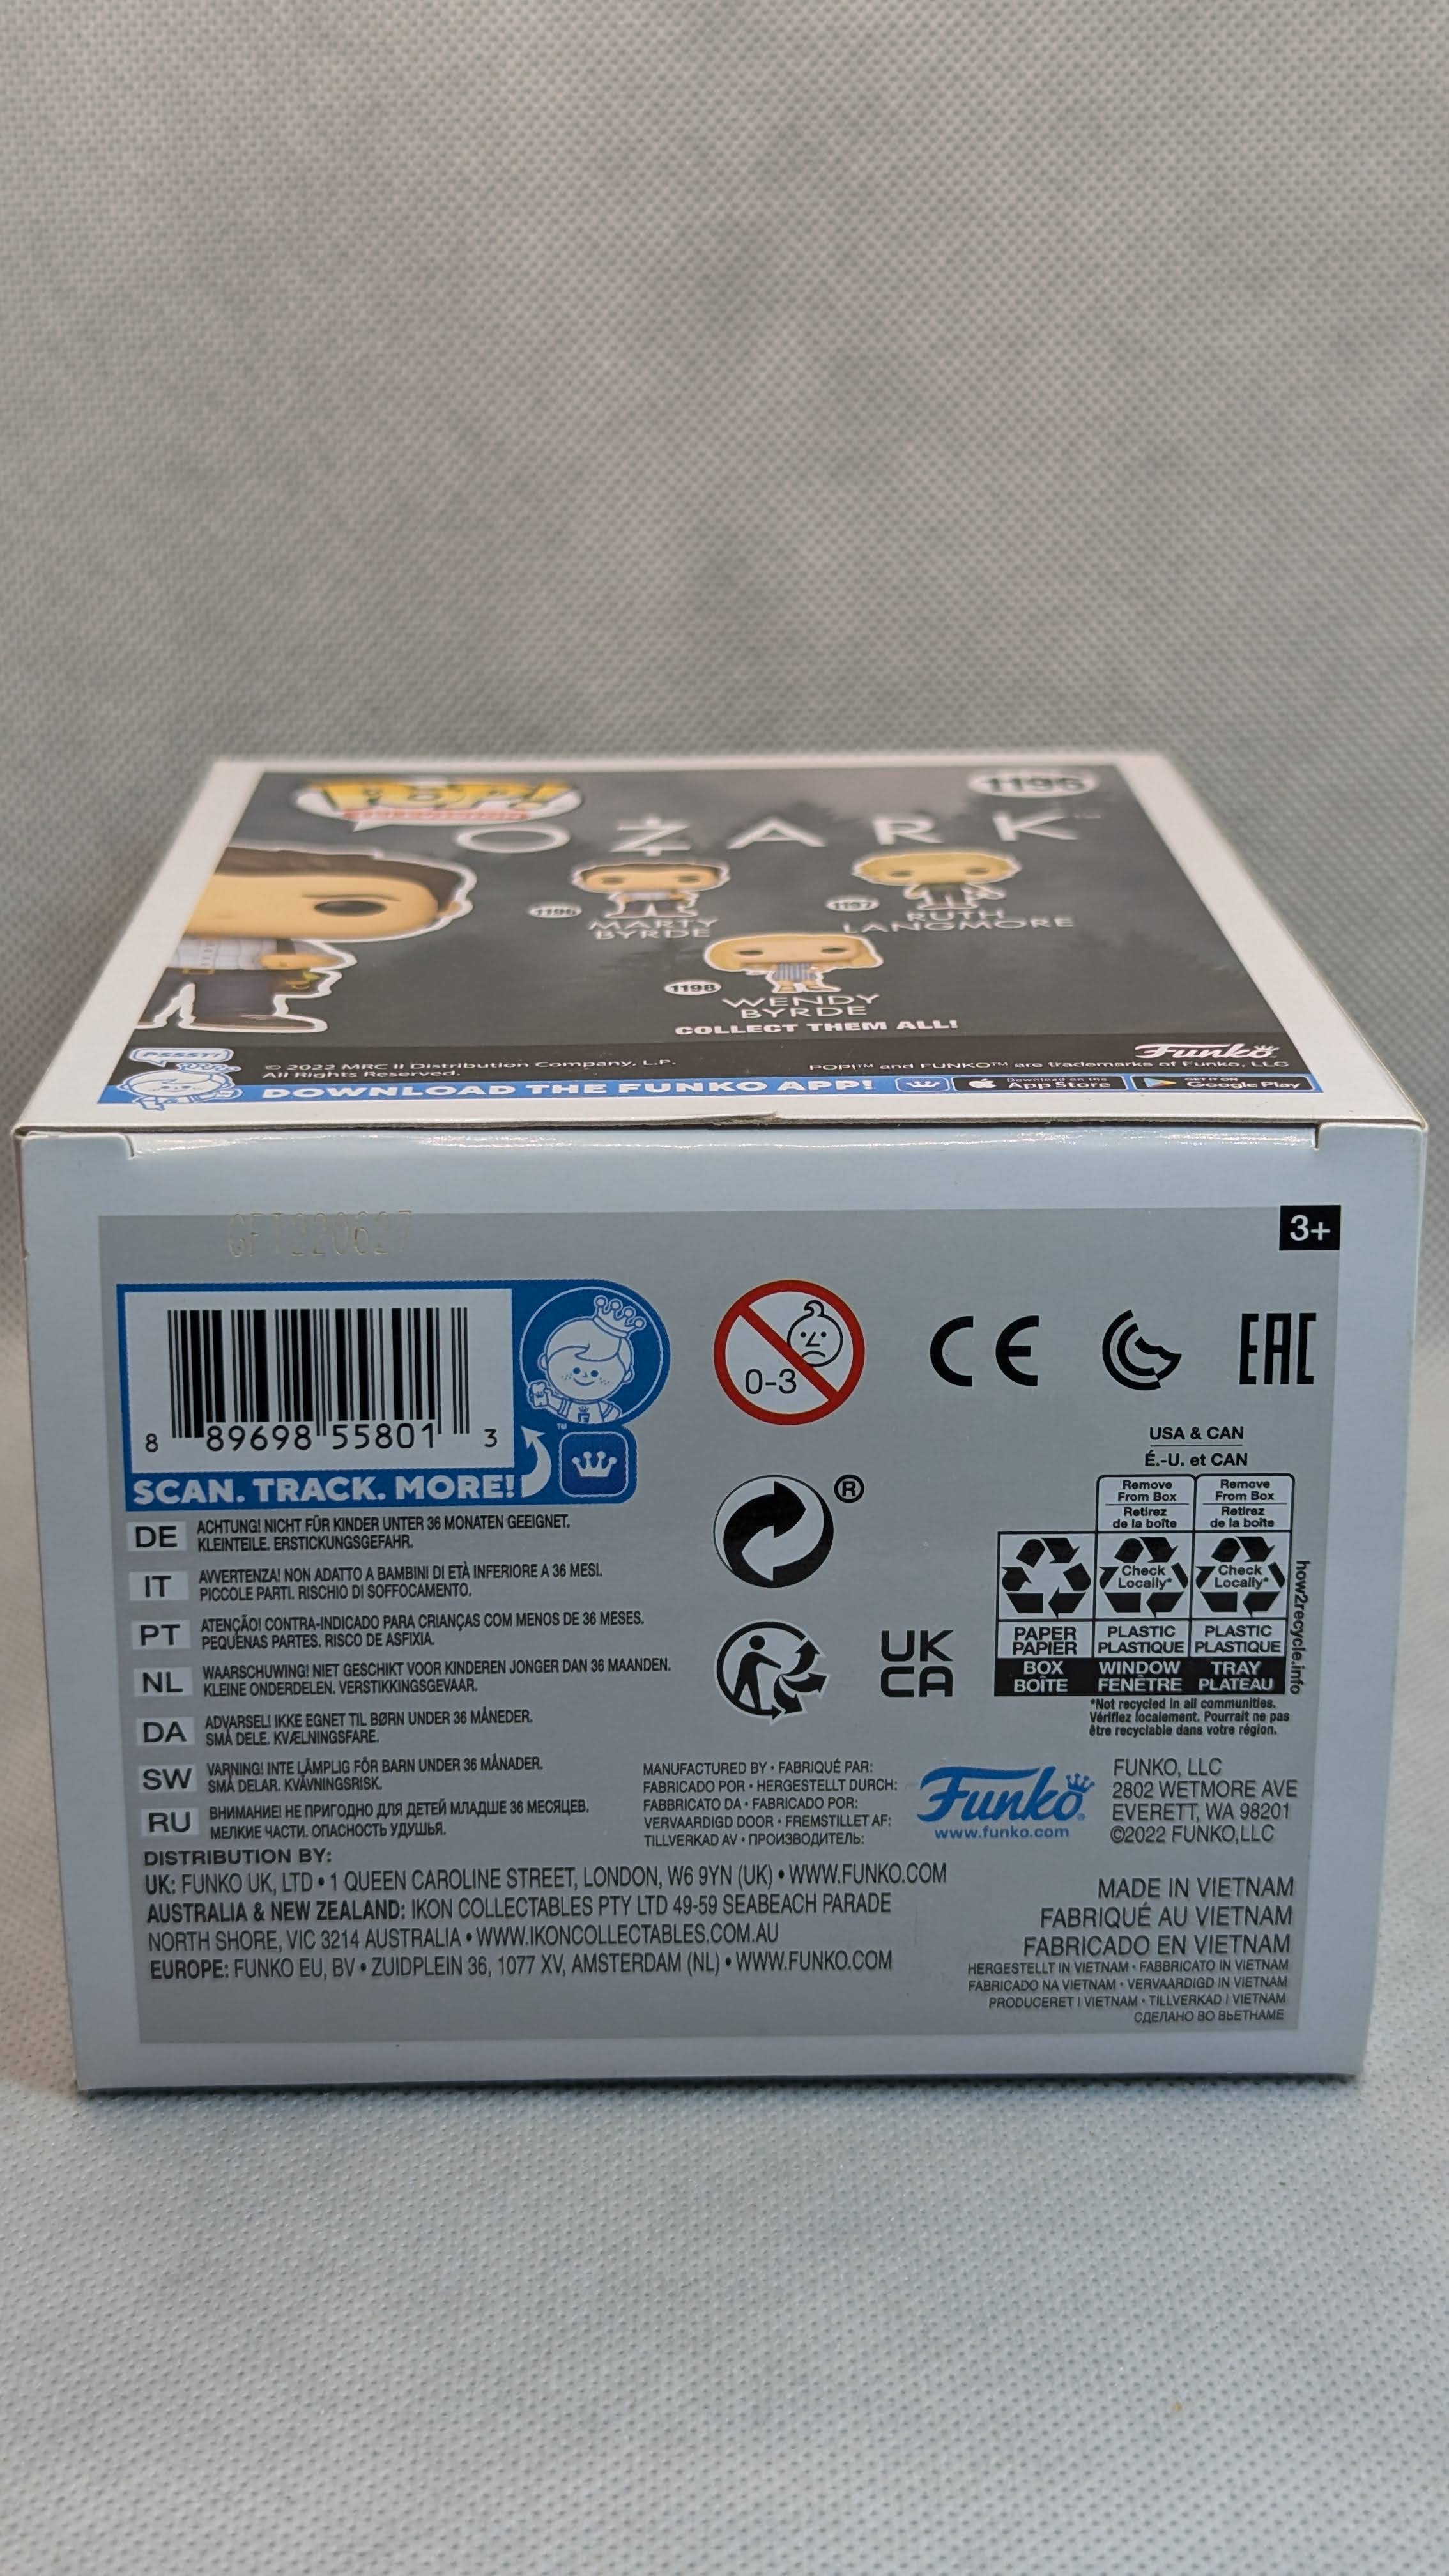 POP!
TELEVISION
1196
OZARK™
1196
MARTY
BYRDE
1197
RUTH
LANGMORE
1198
WENDY
BYRDE
COLLECT THEM ALL!
PSSST!
© 2022 MRC II Distribution Company, L.P.
All Rights Reserved.
POP!™ and FUNKO™ are trademarks of Funko, LLC
Funko
DOWNLOAD THE FUNKO APP!
Download on the
App Store
GET IT ON
Google Play
3+
8 89698 55801 3
™
SCAN. TRACK. MORE!
0-3
CE
EAC
®
UK
CA
USA & CAN
É.-U. et CAN
Remove
From Box
Retirez
de la boîte
Remove
From Box
Retirez
de la boîte
Check
Locally*
Check
Locally*
PAPER
PAPIER
PLASTIC
PLASTIQUE
PLASTIC
PLASTIQUE
BOX
BOÎTE
WINDOW
FENÊTRE
TRAY
PLATEAU
how2recycle.info
*Not recycled in all communities.
Vérifiez localement. Pourrait ne pas
être recyclable dans votre région.
DE ACHTUNG! NICHT FÜR KINDER UNTER 36 MONATEN GEEIGNET.
KLEINTEILE. ERSTICKUNGSGEFAHR.
IT AVVERTENZA! NON ADATTO A BAMBINI DI ETÀ INFERIORE A 36 MESI.
PICCOLE PARTI. RISCHIO DI SOFFOCAMENTO.
PT ATENÇÃO! CONTRA-INDICADO PARA CRIANÇAS COM MENOS DE 36 MESES.
PEQUENAS PARTES. RISCO DE ASFIXIA.
NL WAARSCHUWING! NIET GESCHIKT VOOR KINDEREN JONGER DAN 36 MAANDEN.
KLEINE ONDERDELEN. VERSTIKKINGSGEVAAR.
DA ADVARSEL! IKKE EGNET TIL BØRN UNDER 36 MÅNEDER.
SMÅ DELE. KVÆLNINGSFARE.
SW VARNING! INTE LÄMPLIG FÖR BARN UNDER 36 MÅNADER.
SMÅ DELAR. KVÄVNINGSRISK.
RU ВНИМАНИЕ! НЕ ПРИГОДНО ДЛЯ ДЕТЕЙ МЛАДШЕ 36 МЕСЯЦЕВ.
МЕЛКИЕ ЧАСТИ. ОПАСНОСТЬ УДУШЬЯ.
MANUFACTURED BY • FABRIQUÉ PAR:
FABRICADO POR • HERGESTELLT DURCH:
FABBRICATO DA • FABRICADO POR:
VERVAARDIGD DOOR • FREMSTILLET AF:
TILLVERKAD AV • ПРОИЗВОДИТЕЛЬ:
Funko®
www.funko.com
FUNKO, LLC
2802 WETMORE AVE
EVERETT, WA 98201
©2022 FUNKO,LLC
DISTRIBUTION BY:
UK: FUNKO UK, LTD • 1 QUEEN CAROLINE STREET, LONDON, W6 9YN (UK) • WWW.FUNKO.COM
AUSTRALIA & NEW ZEALAND: IKON COLLECTABLES PTY LTD 49-59 SEABEACH PARADE
NORTH SHORE, VIC 3214 AUSTRALIA • WWW.IKONCOLLECTABLES.COM.AU
EUROPE: FUNKO EU, BV • ZUIDPLEIN 36, 1077 XV, AMSTERDAM (NL) • WWW.FUNKO.COM
MADE IN VIETNAM
FABRIQUÉ AU VIETNAM
FABRICADO EN VIETNAM
HERGESTELLT IN VIETNAM • FABBRICATO IN VIETNAM
FABRICADO NA VIETNAM • VERVAARDIGD IN VIETNAM
PRODUCERET I VIETNAM • TILLVERKAD I VIETNAM
СДЕЛАНО ВО ВЬЕТНАМЕ